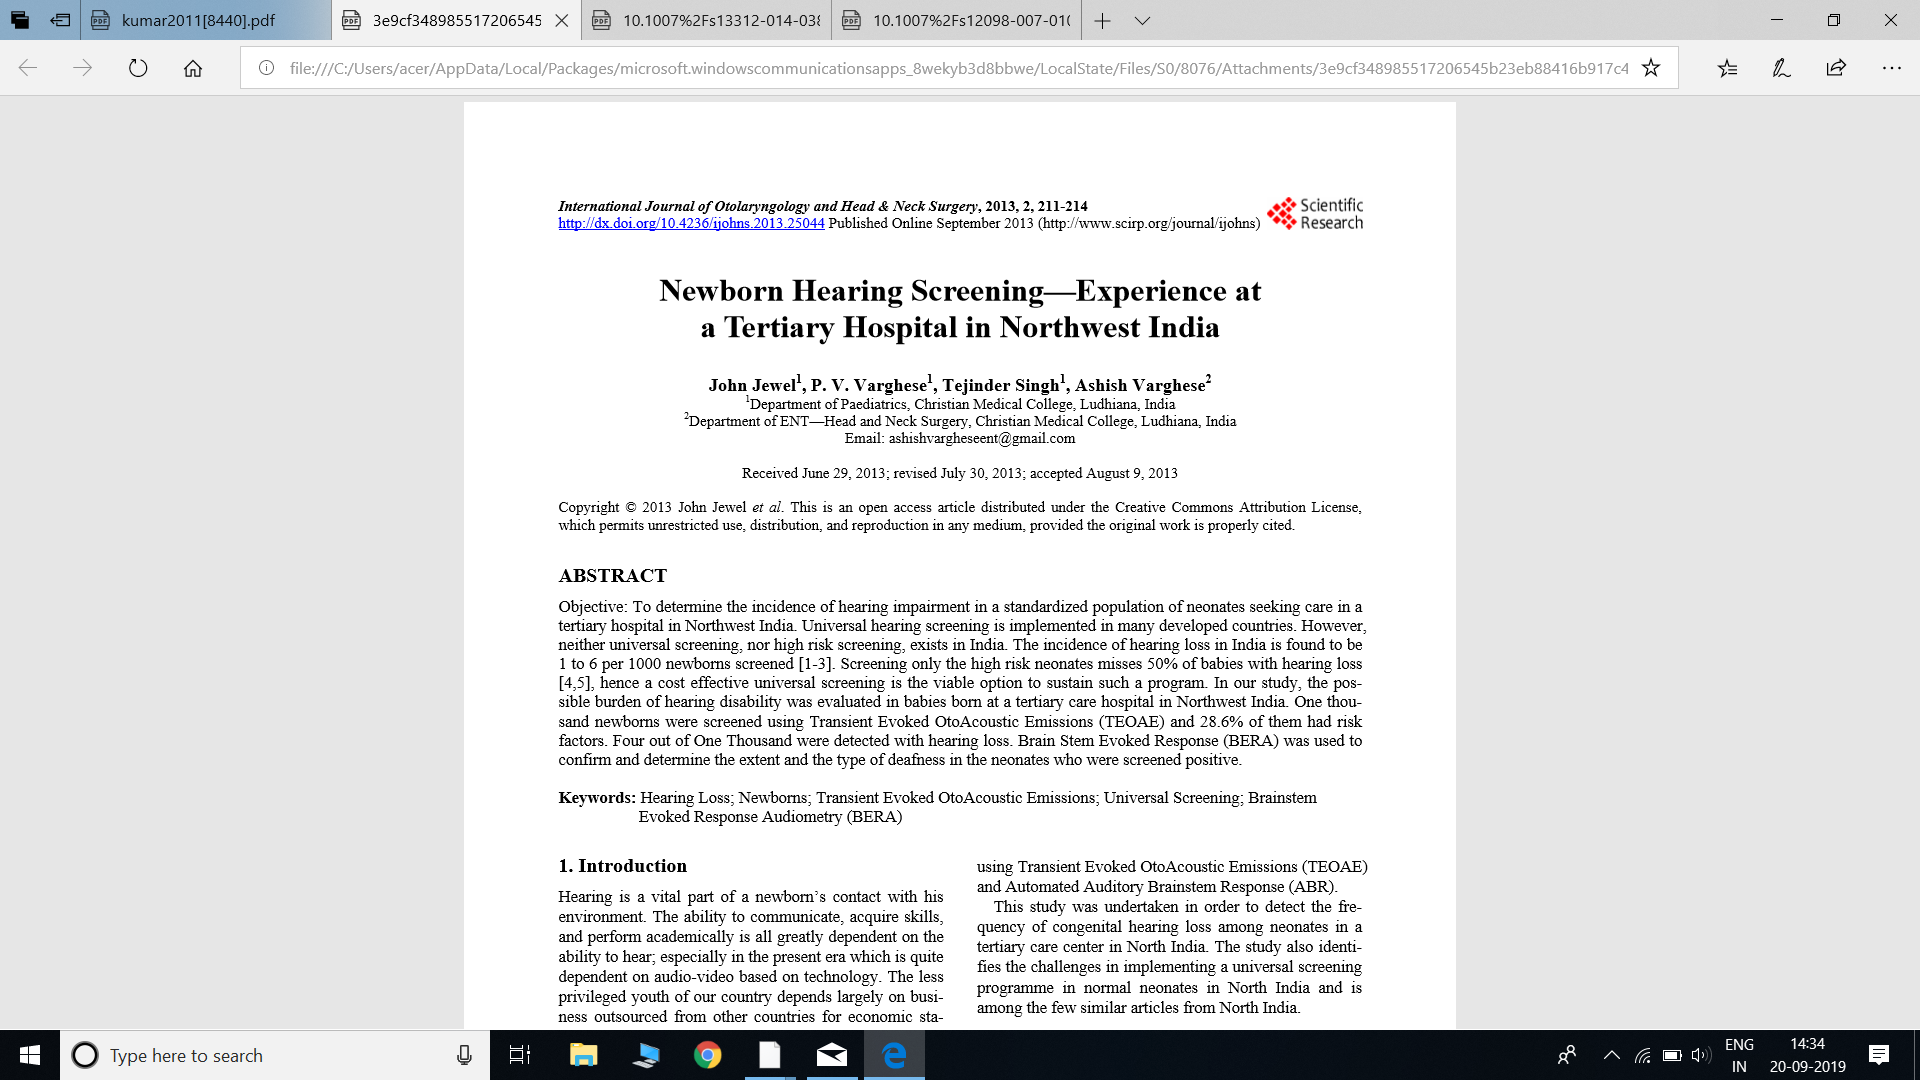 kumar2011[8440].pdf
3e9cf348985517206545
10.1007%2Fs13312-014-038
10.1007%2Fs12098-007-010
file:///C:/Users/acer/AppData/Local/Packages/microsoft.windowscommunicationsapps_8wekyb3d8bbwe/LocalState/Files/S0/8076/Attachments/3e9cf348985517206545b23eb88416b917c4
International Journal of Otolaryngology and Head & Neck Surgery, 2013, 2, 211-214
http://dx.doi.org/10.4236/ijohns.2013.25044 Published Online September 2013 (http://www.scirp.org/journal/ijohns)
Scientific
Research
Newborn Hearing Screening—Experience at
a Tertiary Hospital in Northwest India
John Jewel1, P. V. Varghese1, Tejinder Singh1, Ashish Varghese2
1Department of Paediatrics, Christian Medical College, Ludhiana, India
2Department of ENT—Head and Neck Surgery, Christian Medical College, Ludhiana, India
Email: ashishvargheseent@gmail.com
Received June 29, 2013; revised July 30, 2013; accepted August 9, 2013
Copyright © 2013 John Jewel et al. This is an open access article distributed under the Creative Commons Attribution License,
which permits unrestricted use, distribution, and reproduction in any medium, provided the original work is properly cited.
ABSTRACT
Objective: To determine the incidence of hearing impairment in a standardized population of neonates seeking care in a
tertiary hospital in Northwest India. Universal hearing screening is implemented in many developed countries. However,
neither universal screening, nor high risk screening, exists in India. The incidence of hearing loss in India is found to be
1 to 6 per 1000 newborns screened [1-3]. Screening only the high risk neonates misses 50% of babies with hearing loss
[4,5], hence a cost effective universal screening is the viable option to sustain such a program. In our study, the pos-
sible burden of hearing disability was evaluated in babies born at a tertiary care hospital in Northwest India. One thou-
sand newborns were screened using Transient Evoked OtoAcoustic Emissions (TEOAE) and 28.6% of them had risk
factors. Four out of One Thousand were detected with hearing loss. Brain Stem Evoked Response (BERA) was used to
confirm and determine the extent and the type of deafness in the neonates who were screened positive.
Keywords: Hearing Loss; Newborns; Transient Evoked OtoAcoustic Emissions; Universal Screening; Brainstem
Evoked Response Audiometry (BERA)
1. Introduction
Hearing is a vital part of a newborn's contact with his
environment. The ability to communicate, acquire skills,
and perform academically is all greatly dependent on the
ability to hear; especially in the present era which is quite
dependent on audio-video based on technology. The less
privileged youth of our country depends largely on busi-
ness outsourced from other countries for economic sta-
using Transient Evoked OtoAcoustic Emissions (TEOAE)
and Automated Auditory Brainstem Response (ABR).
This study was undertaken in order to detect the fre-
quency of congenital hearing loss among neonates in a
tertiary care center in North India. The study also identi-
fies the challenges in implementing a universal screening
programme in normal neonates in North India and is
among the few similar articles from North India.
Type here to search
ENG
IN
14:34
20-09-2019